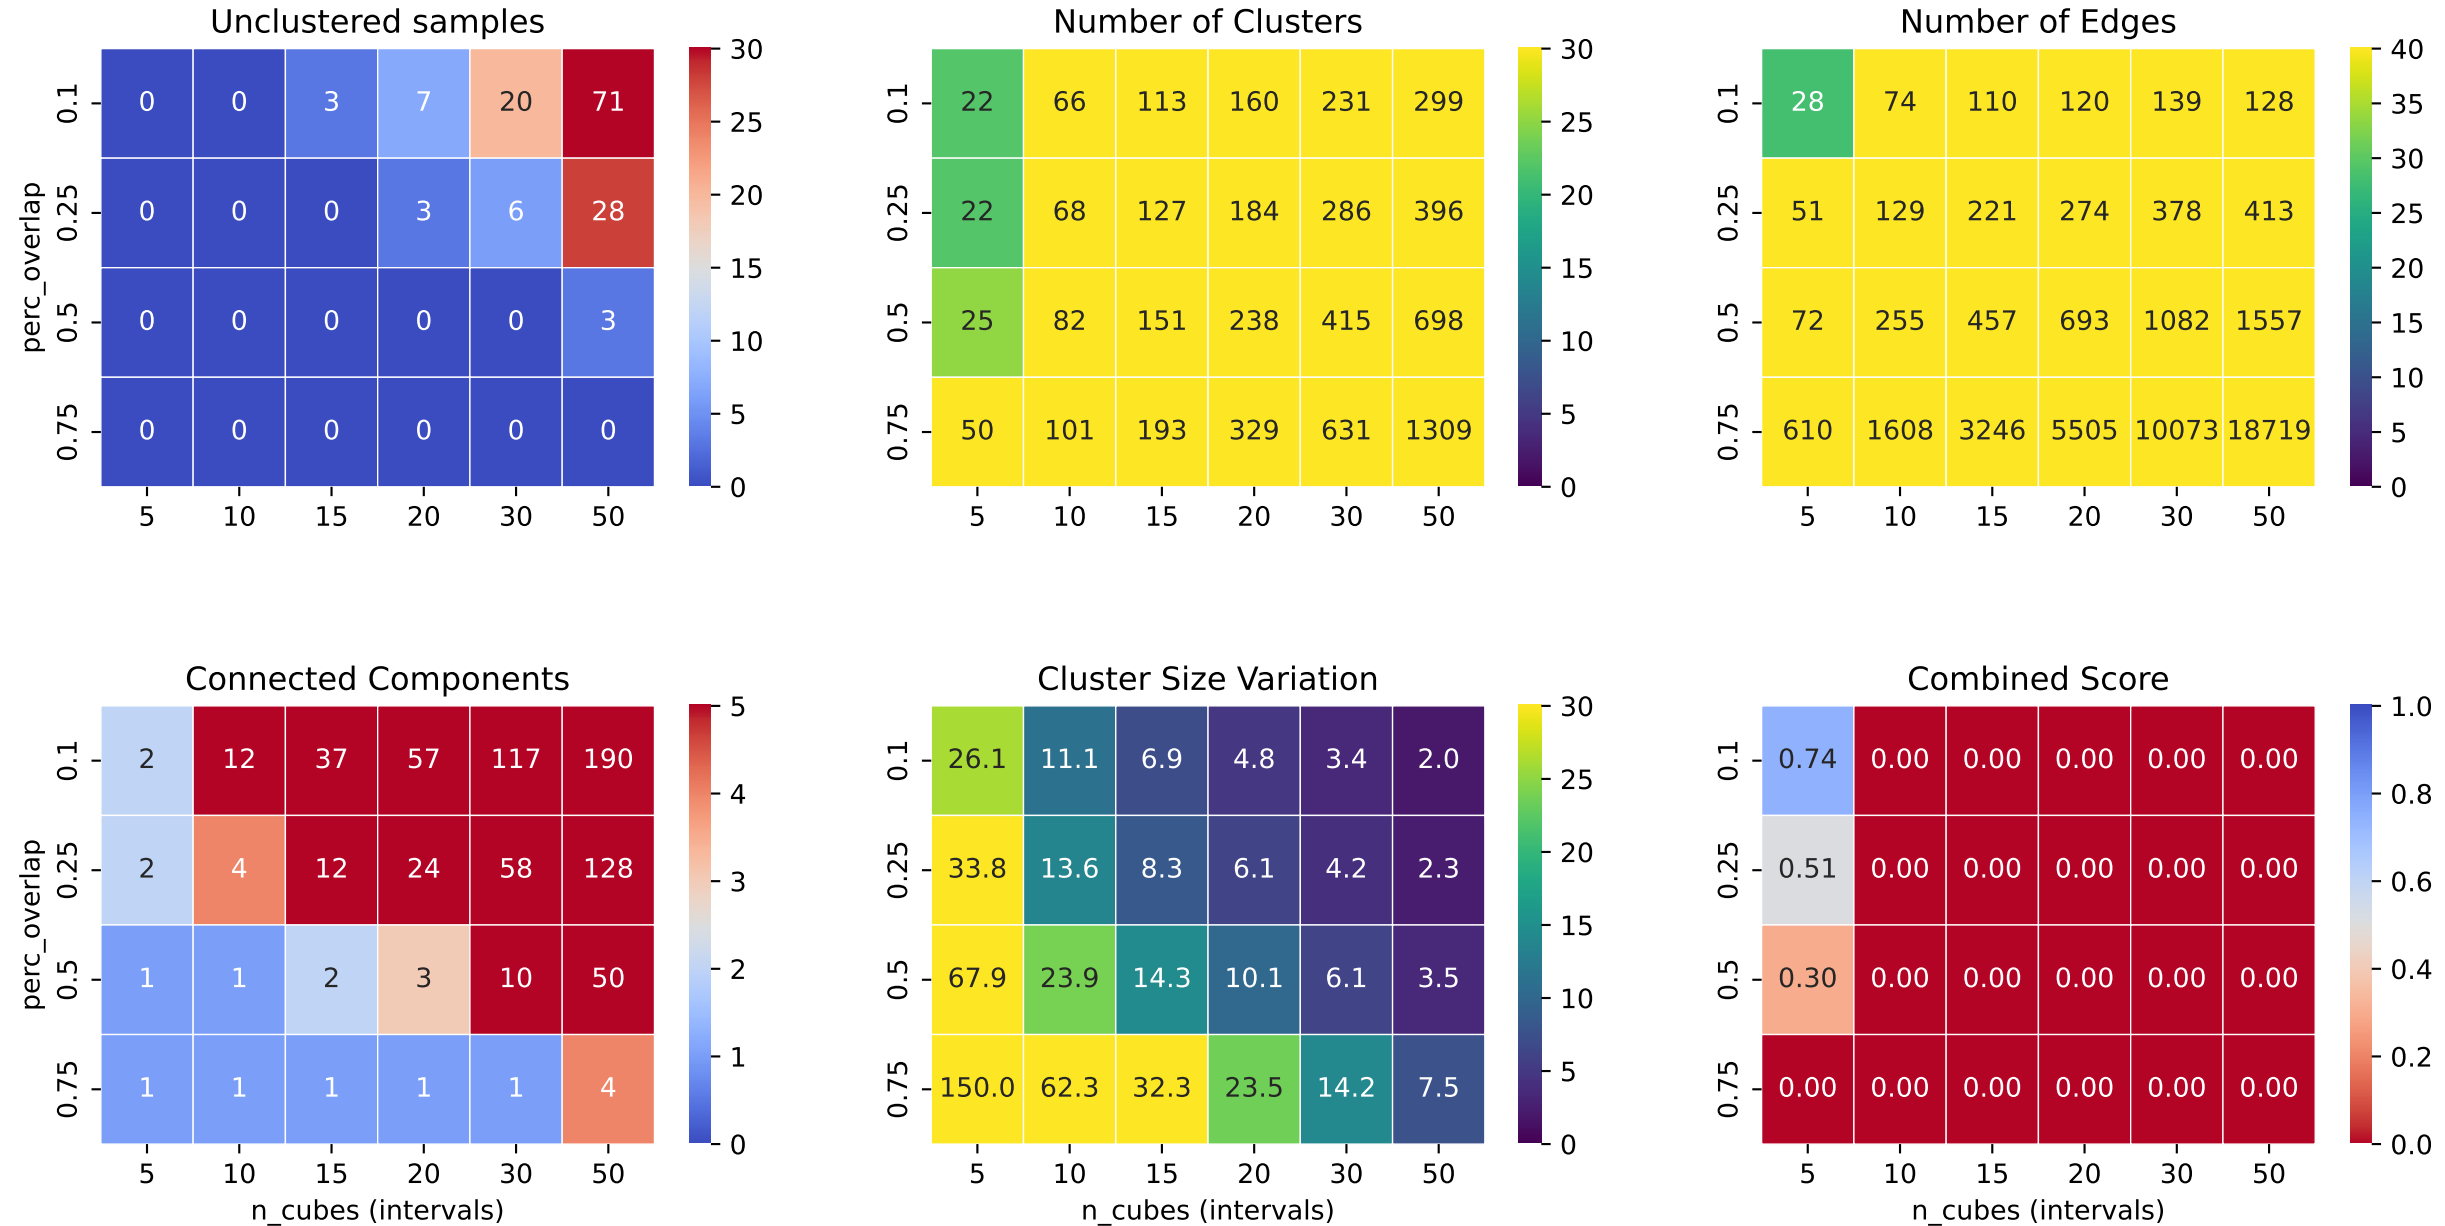 Unclustered samples
perc_overlap
0.1 0 0 3 7 20 71
0.25 0 0 0 3 6 28
0.5 0 0 0 0 0 3
0.75 0 0 0 0 0 0
5 10 15 20 30 50
30
25
20
15
10
5
0
Number of Clusters
0.1 22 66 113 160 231 299
0.25 22 68 127 184 286 396
0.5 25 82 151 238 415 698
0.75 50 101 193 329 631 1309
5 10 15 20 30 50
30
25
20
15
10
5
0
Number of Edges
0.1 28 74 110 120 139 128
0.25 51 129 221 274 378 413
0.5 72 255 457 693 1082 1557
0.75 610 1608 3246 5505 10073 18719
5 10 15 20 30 50
40
35
30
25
20
15
10
5
0
Connected Components
perc_overlap
0.1 2 12 37 57 117 190
0.25 2 4 12 24 58 128
0.5 1 1 2 3 10 50
0.75 1 1 1 1 1 4
5 10 15 20 30 50
n_cubes (intervals)
5
4
3
2
1
0
Cluster Size Variation
0.1 26.1 11.1 6.9 4.8 3.4 2.0
0.25 33.8 13.6 8.3 6.1 4.2 2.3
0.5 67.9 23.9 14.3 10.1 6.1 3.5
0.75 150.0 62.3 32.3 23.5 14.2 7.5
5 10 15 20 30 50
n_cubes (intervals)
30
25
20
15
10
5
0
Combined Score
0.1 0.74 0.00 0.00 0.00 0.00 0.00
0.25 0.51 0.00 0.00 0.00 0.00 0.00
0.5 0.30 0.00 0.00 0.00 0.00 0.00
0.75 0.00 0.00 0.00 0.00 0.00 0.00
5 10 15 20 30 50
n_cubes (intervals)
1.0
0.8
0.6
0.4
0.2
0.0